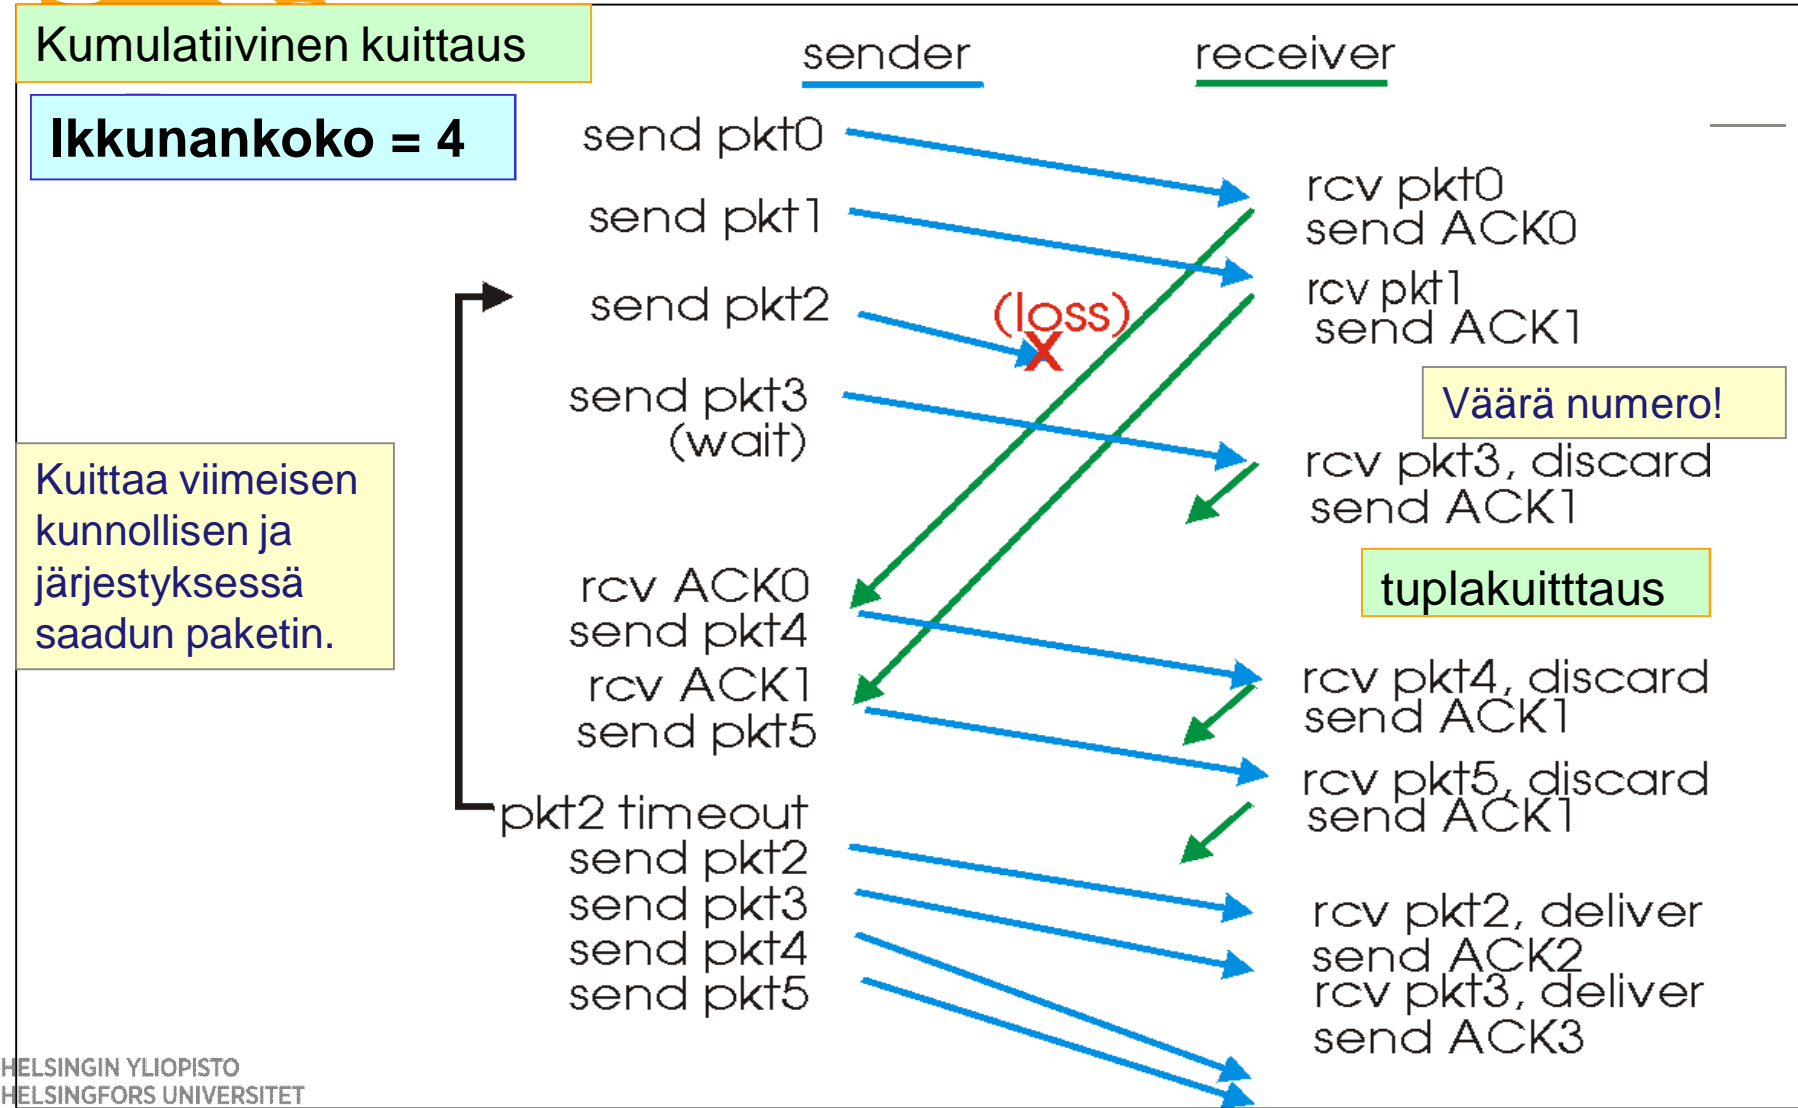 Kumulatiivinen kuittaus
Ikkunankoko = 4
sender
receiver
send pkt0
rcv pkt0
send ACK0
send pkt1
rcv pkt1
send ACK1
send pkt2
(loss)
X
send pkt3
(wait)
Väärä numero!
rcv pkt3, discard
send ACK1
Kuittaa viimeisen
kunnollisen ja
järjestyksessä
saadun paketin.
tuplakuitttaus
rcv ACK0
send pkt4
rcv ACK1
send pkt5
rcv pkt4, discard
send ACK1
rcv pkt5, discard
send ACK1
pkt2 timeout
send pkt2
send pkt3
send pkt4
send pkt5
rcv pkt2, deliver
send ACK2
rcv pkt3, deliver
send ACK3
HELSINGIN YLIOPISTO
HELSINGFORS UNIVERSITET